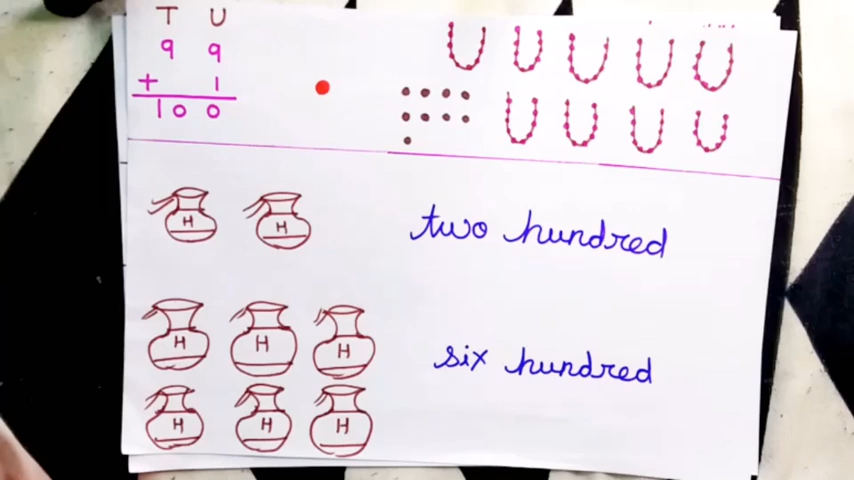 T U
9 9
+ 1
1 0 0
H H
two hundred
H H H
six hundred
H H H